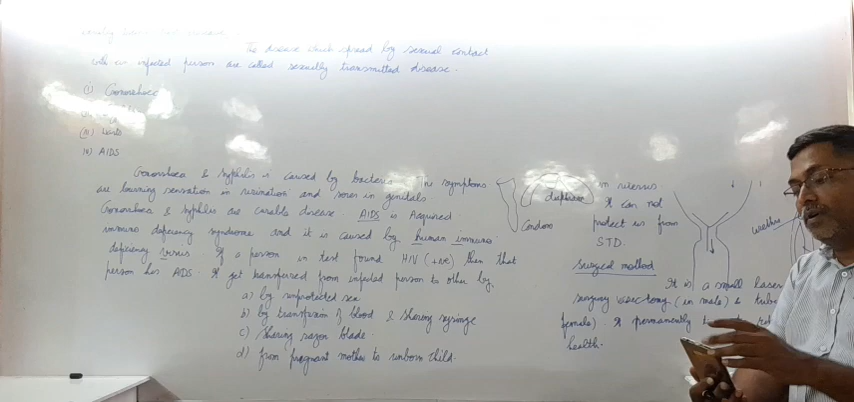 The disease which spread by sexual contact
with an infected person are called sexually transmitted disease.
i) Gonorrhoea
(iii) Warts
iv) AIDS
Gonorrhoea & Syphilis is caused by bacteria. The symptoms
are burning sensation in urination and sores in genitals
Gonorrhoea & syphilis are curable disease. AIDS is Acquired
immuno deficiency syndrome and it is caused by human immuno
deficiency virus. If a person in test found HIV (+ve) then that
person has AIDS. It get transferred from infected person to other by,
a) by unprotected sex
b) by transfusion of blood & sharing syringe
c) sharing razor blade.
d) from pregnant mother to unborn child.
Condom
diaphram
in uterus
It can not
protect us from
STD.
Surgical method
It is a small laser
surgery vasectomy (in male) & tube
female). It permanently
health.
urethra